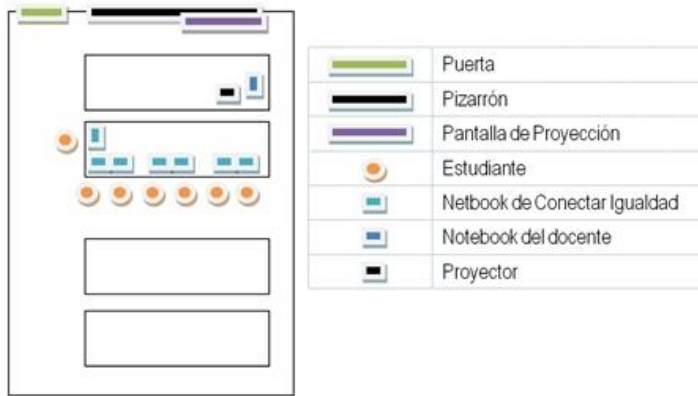 Puerta
Pizarrón
Pantalla de Proyección
Estudiante
Netbook de Conectar Igualdad
Notebook del docente
Proyector